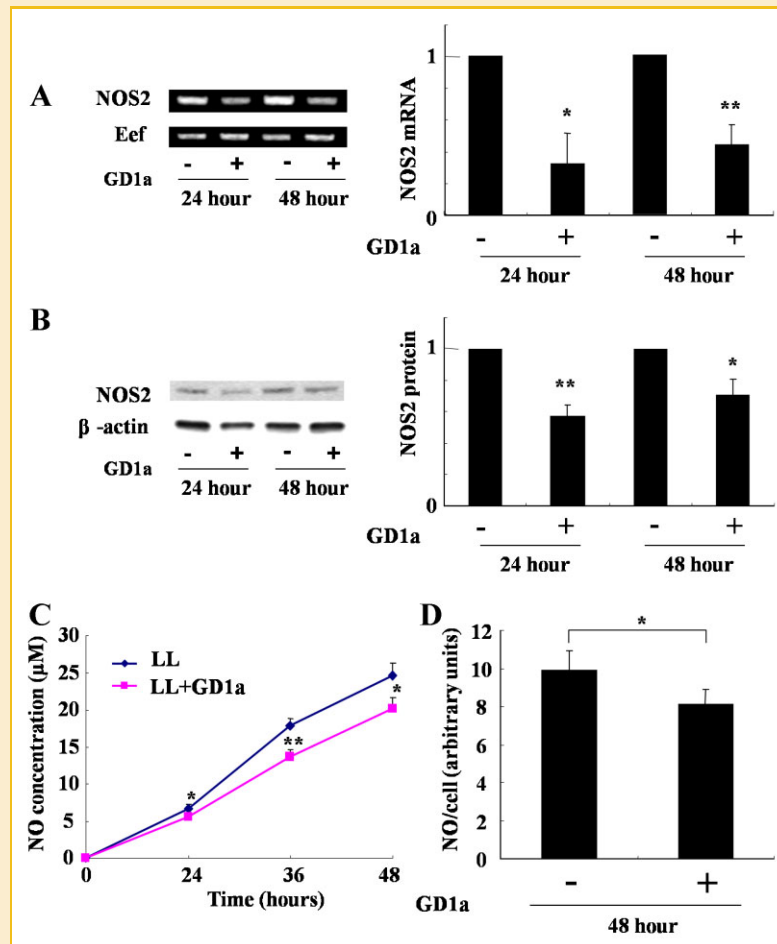 A
NOS2
Eef
- + - +
GD1a
24 hour 48 hour
NOS2 mRNA
1
0
*
**
- + - +
GD1a
24 hour 48 hour
B
NOS2
β -actin
- + - +
GD1a
24 hour 48 hour
NOS2 protein
1
0
**
*
- + - +
GD1a
24 hour 48 hour
C
NO concentration (µM)
30
25
20
15
10
5
0
LL
LL+GD1a
*
**
*
0 24 36 48
Time (hours)
D
NO/cell (arbitrary units)
12
10
8
6
4
2
0
*
- +
GD1a
48 hour